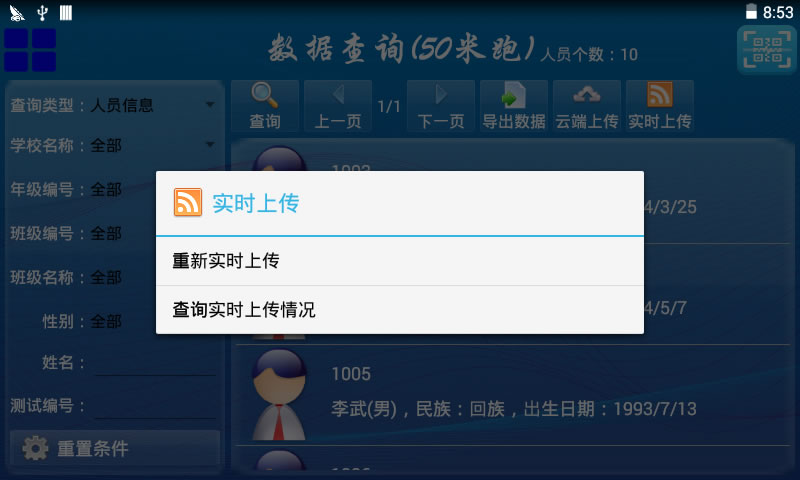 8:53
数据查询(50米跑) 人员个数：10
查询类型：人员信息
查询
上一页
1/1
下一页
导出数据
云端上传
实时上传
学校名称：全部
年级编号：全部
班级编号：全部
班级名称：全部
性别：全部
姓名：
测试编号：
重置条件
4/3/25
实时上传
重新实时上传
查询实时上传情况
4/5/7
1005
李武(男)，民族：回族，出生日期：1993/7/13